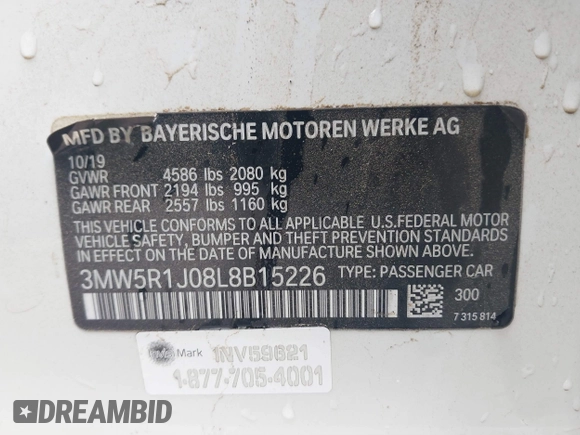 MFD BY BAYERISCHE MOTOREN WERKE AG
10/19
GVWR 4586 lbs 2080 kg
GAWR FRONT 2194 lbs 995 kg
GAWR REAR 2557 lbs 1160 kg
THIS VEHICLE CONFORMS TO ALL APPLICABLE U.S.FEDERAL MOTOR
VEHICLE SAFETY, BUMPER AND THEFT PREVENTION STANDARDS
IN EFFECT ON THE DATE OF MANUFACTURE SHOWN ABOVE.
3MW5R1J08L8B15226 TYPE: PASSENGER CAR
300
7 315 814
Mark 1NV59621
1-877-705-4001
DREAMBID